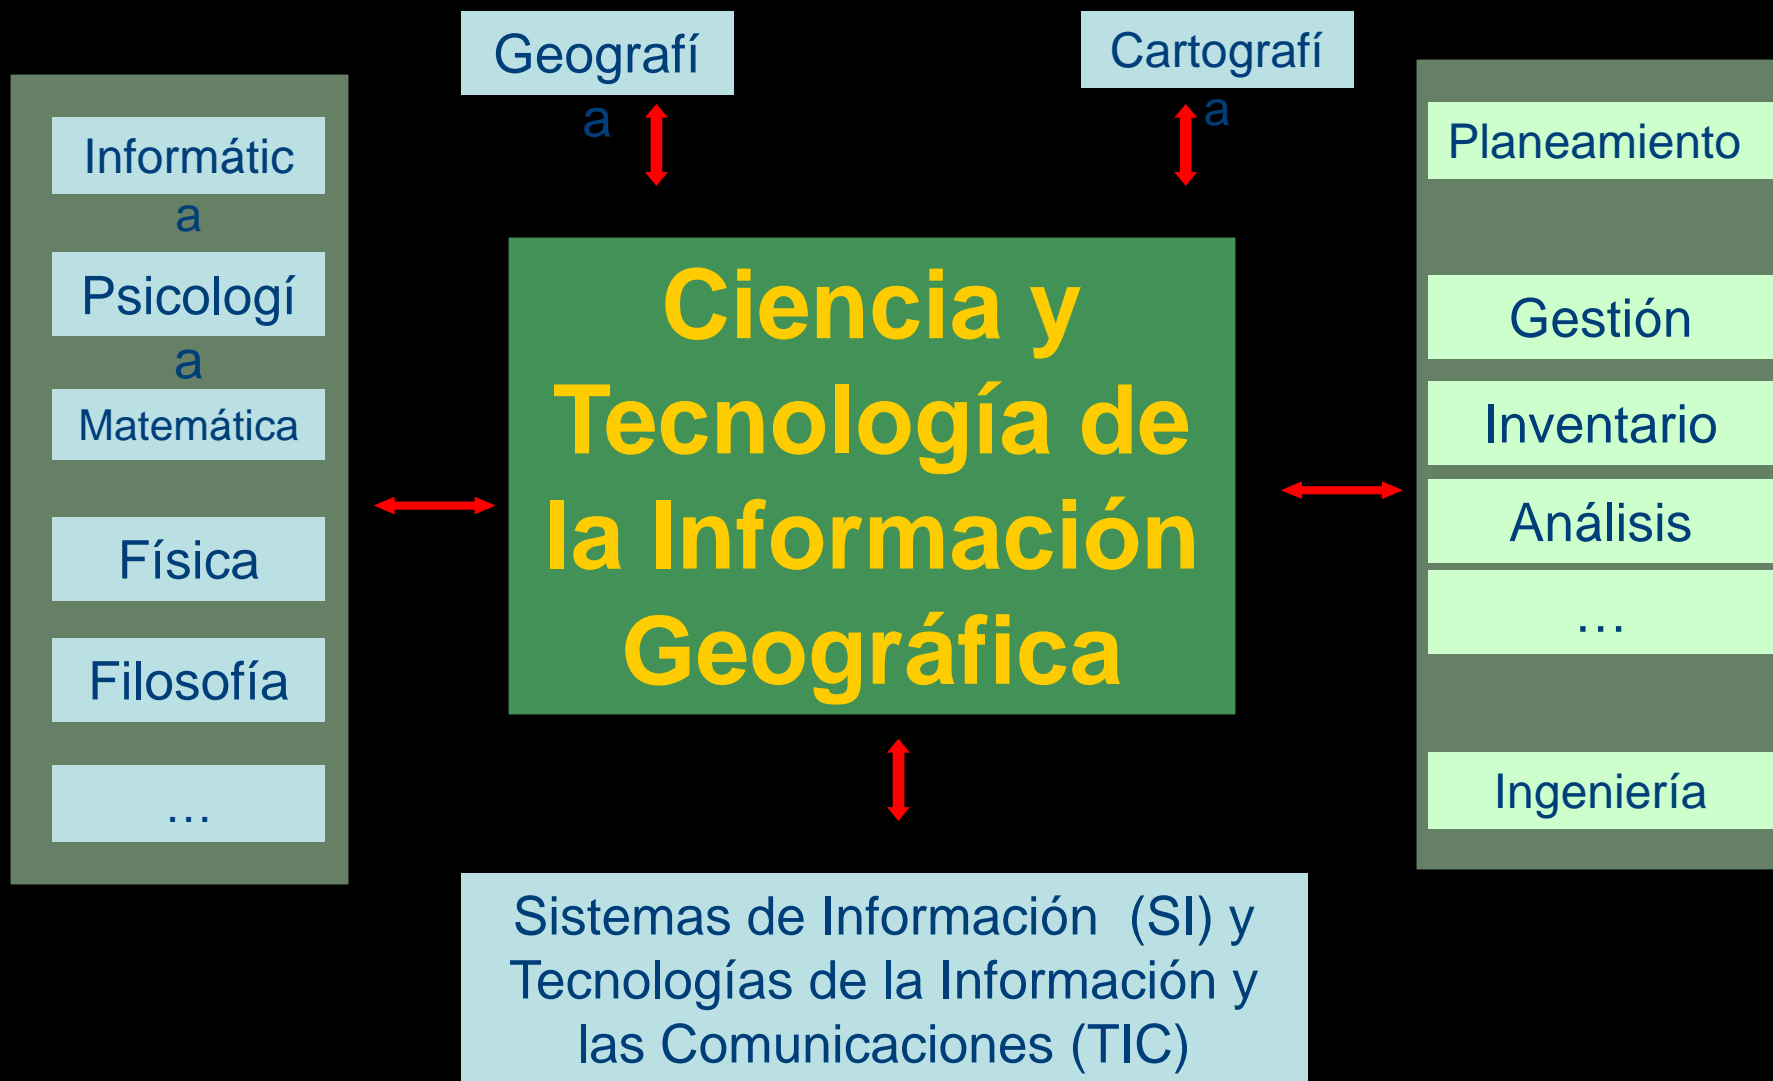 Geografí
a
Cartografí
a
Informátic
a
Psicologí
a
Matemática
Física
Filosofía
…
Ciencia y
Tecnología de
la Información
Geográfica
Planeamiento
Gestión
Inventario
Análisis
…
Ingeniería
Sistemas de Información (SI) y
Tecnologías de la Información y
las Comunicaciones (TIC)